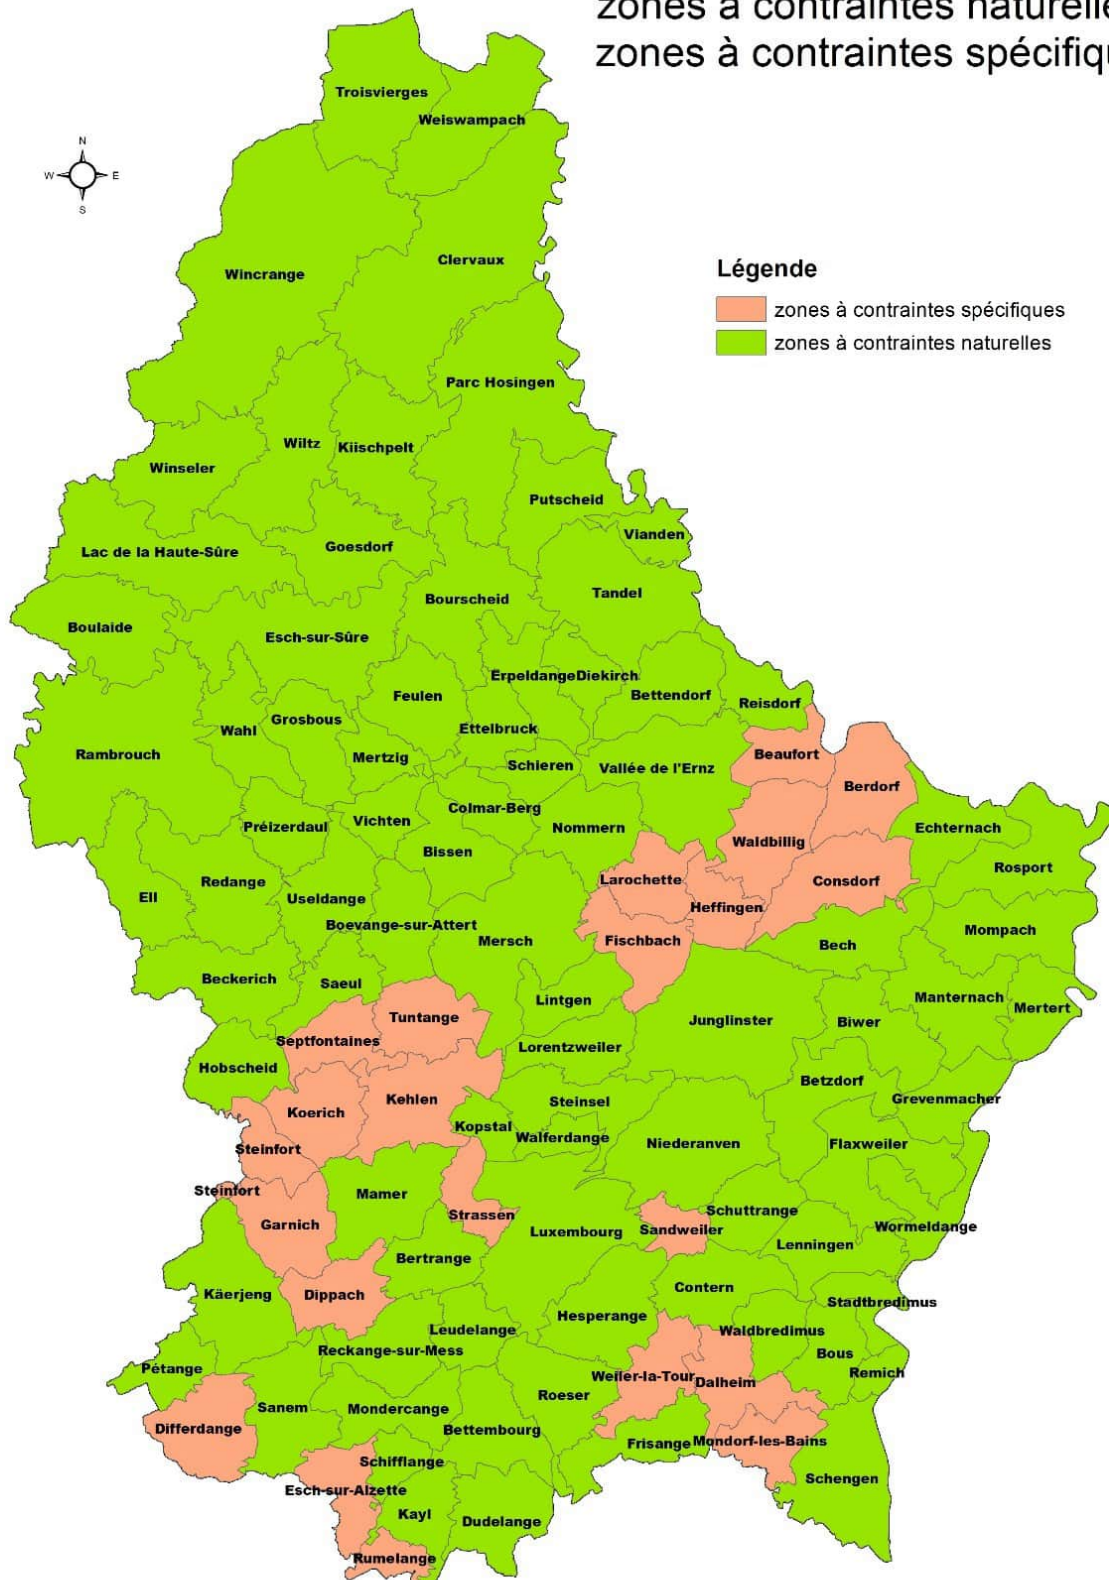 zones à contraintes naturelle
zones à contraintes spécifiqu
Troisvierges
Weiswampach
N
W E
S
Clervaux
Wincrange
Légende
zones à contraintes spécifiques
zones à contraintes naturelles
Parc Hosingen
Wiltz
Kiischpelt
Winseler
Putscheid
Vianden
Goesdorf
Lac de la Haute-Sûre
Tandel
Bourscheid
Boulaide
Esch-sur-Sûre
Erpeldange
Diekirch
Bettendorf
Feulen
Reisdorf
Grosbous
Wahl
Ettelbruck
Rambrouch
Mertzig
Schieren
Vallée de l'Ernz
Beaufort
Berdorf
Colmar-Berg
Préizerdaul
Vichten
Nommern
Echternach
Waldbillig
Bissen
Rosport
Redange
Larochette
Consdorf
Ell
Useldange
Heffingen
Boevange-sur-Attert
Mersch
Fischbach
Bech
Mompach
Beckerich
Saeul
Lintgen
Manternach
Mertert
Tuntange
Junglinster
Biwer
Septfontaines
Lorentzweiler
Hobscheid
Betzdorf
Kehlen
Steinsel
Grevenmacher
Koerich
Kopstal
Walferdange
Niederanven
Flaxweiler
Steinfort
Steinfort
Mamer
Garnich
Strassen
Luxembourg
Sandweiler
Schuttrange
Wormeldange
Lenningen
Bertrange
Käerjeng
Dippach
Contern
Stadtbredimus
Hesperange
Leudelange
Waldbredimus
Reckange-sur-Mess
Bous
Pétange
Remich
Weiler-la-Tour
Dalheim
Roeser
Sanem
Mondercange
Differdange
Bettembourg
Frisange
Mondorf-les-Bains
Schifflange
Schengen
Esch-sur-Alzette
Kayl
Dudelange
Rumelange